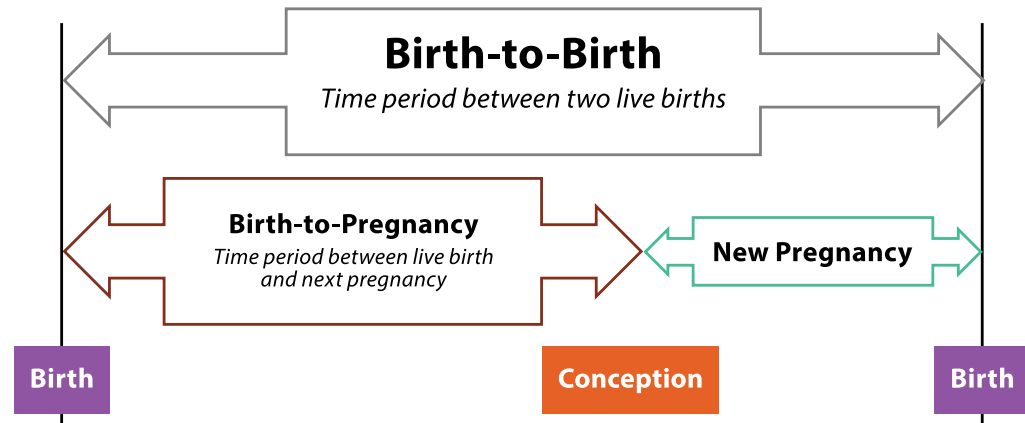 Birth-to-Birth
Time period between two live births
Birth-to-Pregnancy
Time period between live birth
and next pregnancy
New Pregnancy
Birth
Conception
Birth